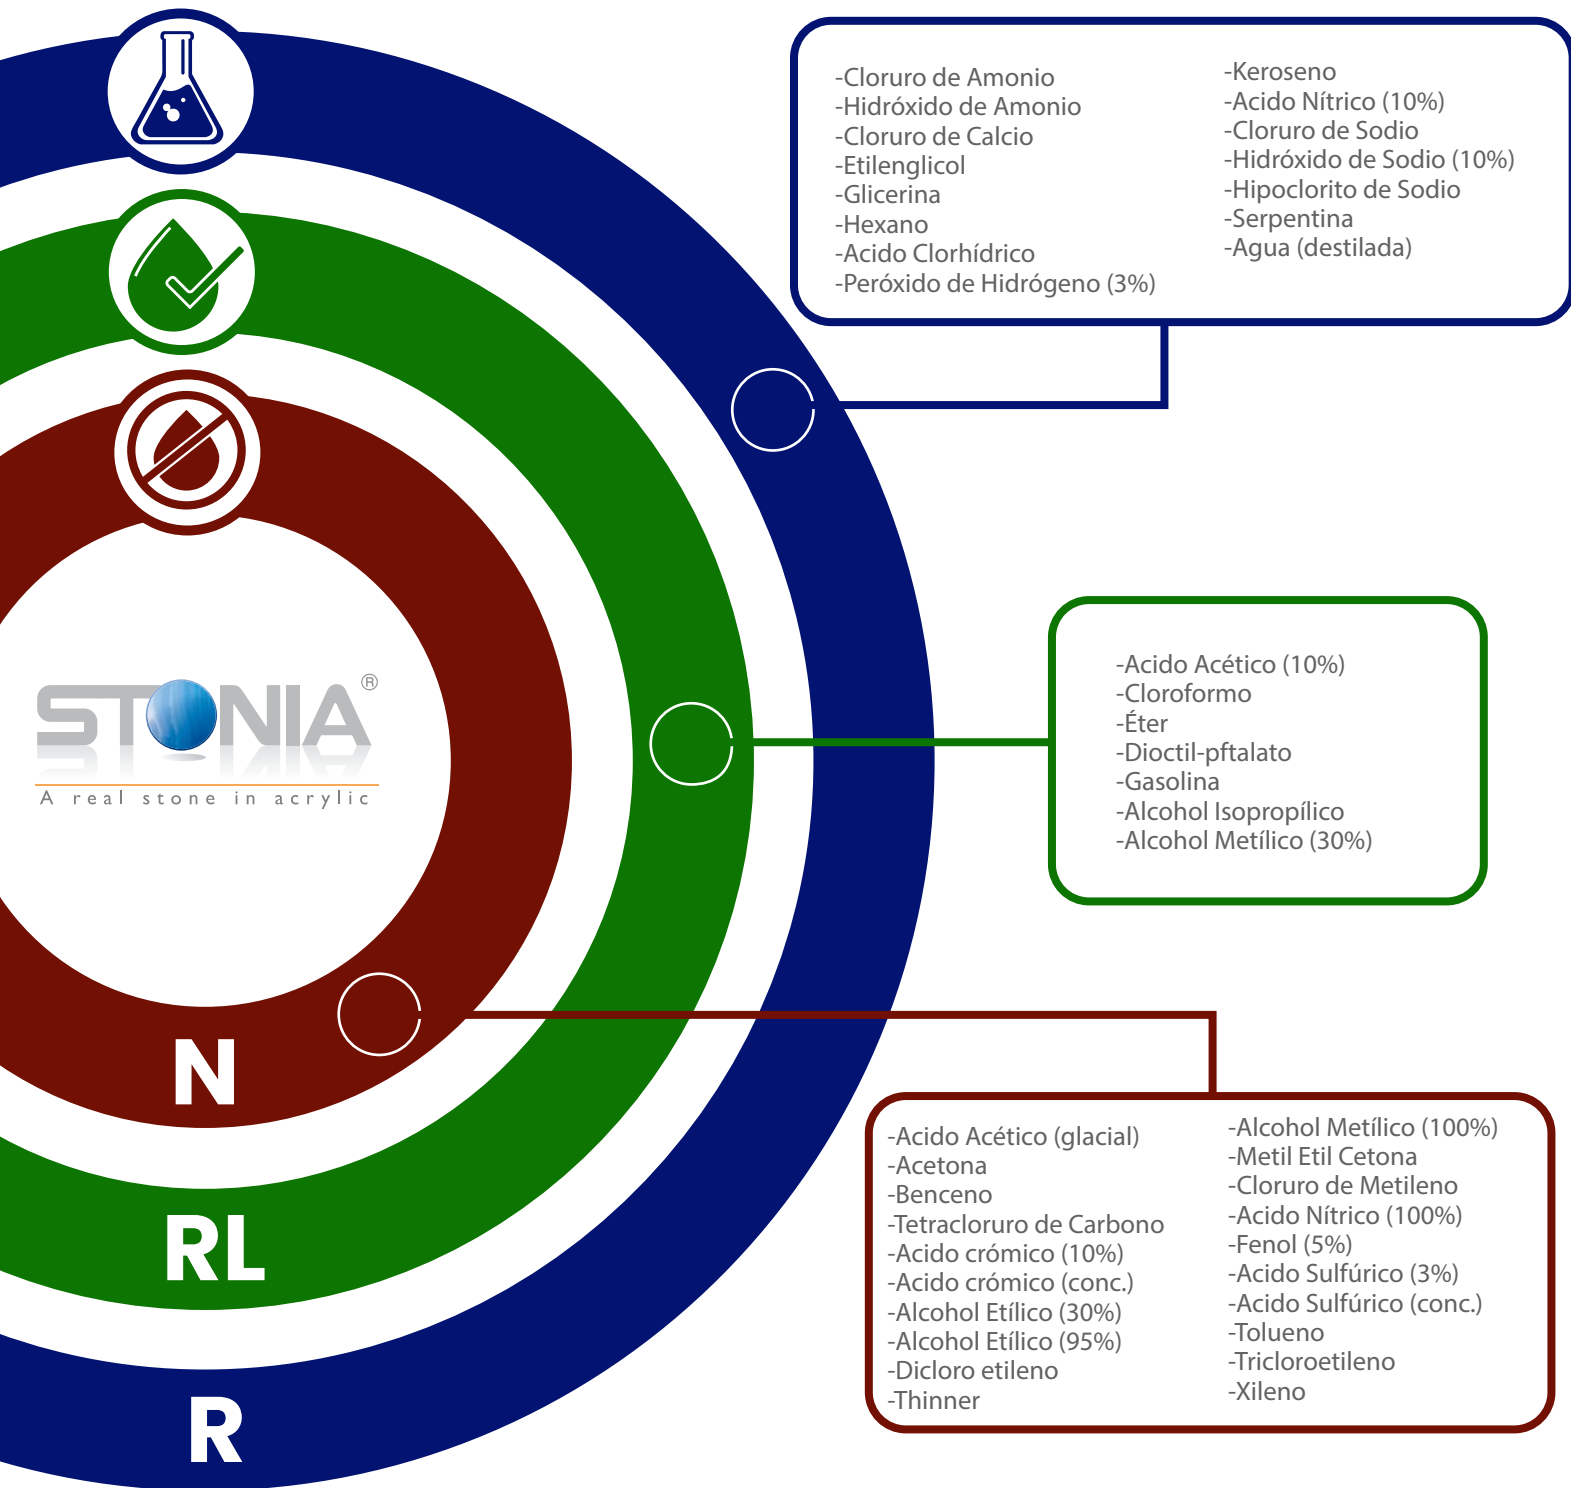 -Cloruro de Amonio
-Hidróxido de Amonio
-Cloruro de Calcio
-Etilenglicol
-Glicerina
-Hexano
-Acido Clorhídrico
-Peróxido de Hidrógeno (3%)
-Keroseno
-Acido Nítrico (10%)
-Cloruro de Sodio
-Hidróxido de Sodio (10%)
-Hipoclorito de Sodio
-Serpentina
-Agua (destilada)
-Acido Acético (10%)
-Cloroformo
-Éter
-Dioctil-pftalato
-Gasolina
-Alcohol Isopropílico
-Alcohol Metílico (30%)
STONIA®
A real stone in acrylic
N
RL
R
-Acido Acético (glacial)
-Acetona
-Benceno
-Tetracloruro de Carbono
-Acido crómico (10%)
-Acido crómico (conc.)
-Alcohol Etílico (30%)
-Alcohol Etílico (95%)
-Dicloro etileno
-Thinner
-Alcohol Metílico (100%)
-Metil Etil Cetona
-Cloruro de Metileno
-Acido Nítrico (100%)
-Fenol (5%)
-Acido Sulfúrico (3%)
-Acido Sulfúrico (conc.)
-Tolueno
-Tricloroetileno
-Xileno